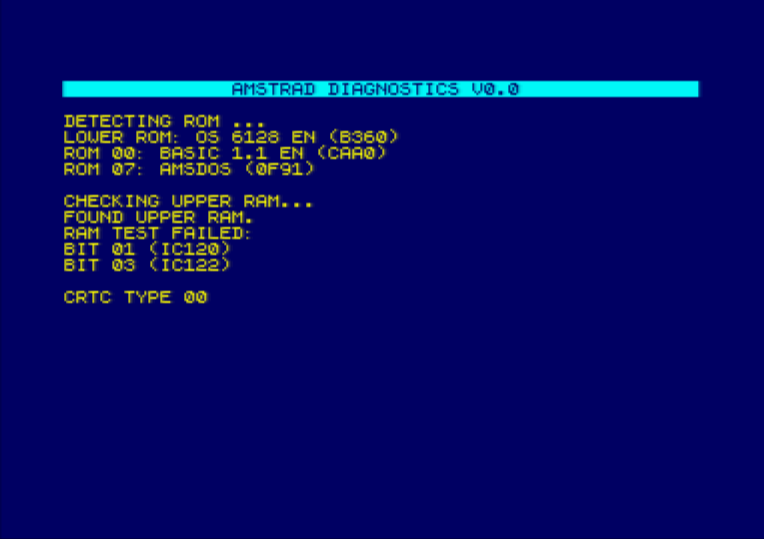 AMSTRAD DIAGNOSTICS V0.0
DETECTING ROM ...
LOWER ROM: OS 6128 EN (B360)
ROM 00: BASIC 1.1 EN (CAA0)
ROM 07: AMSDOS (0F91)
CHECKING UPPER RAM...
FOUND UPPER RAM.
RAM TEST FAILED:
BIT 01 (IC120)
BIT 03 (IC122)
CRTC TYPE 00